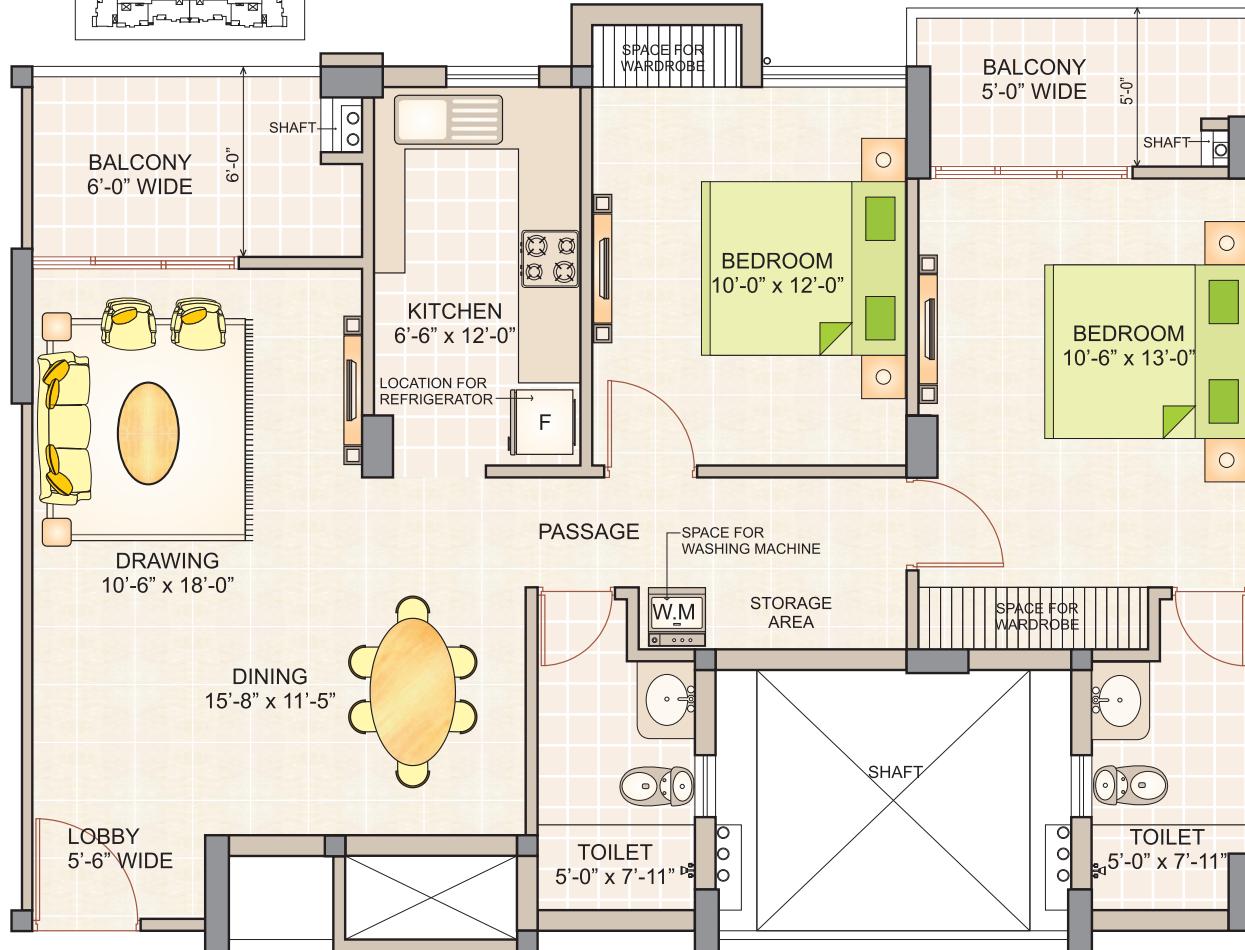 SPACE FOR
WARDROBE
BALCONY
5'-0” WIDE
5'-0”
SHAFT
SHAFT
BALCONY
6'-0” WIDE
6'-0”
BEDROOM
10'-0” x 12'-0”
KITCHEN
6'-6” x 12'-0”
BEDROOM
10'-6” x 13'-0”
LOCATION FOR
REFRIGERATOR
F
PASSAGE
SPACE FOR
WASHING MACHINE
DRAWING
10'-6” x 18'-0”
W.M
STORAGE
AREA
SPACE FOR
WARDROBE
DINING
15'-8” x 11'-5”
SHAFT
LOBBY
5'-6” WIDE
TOILET
5'-0” x 7'-11”
TOILET
5'-0” x 7'-11”